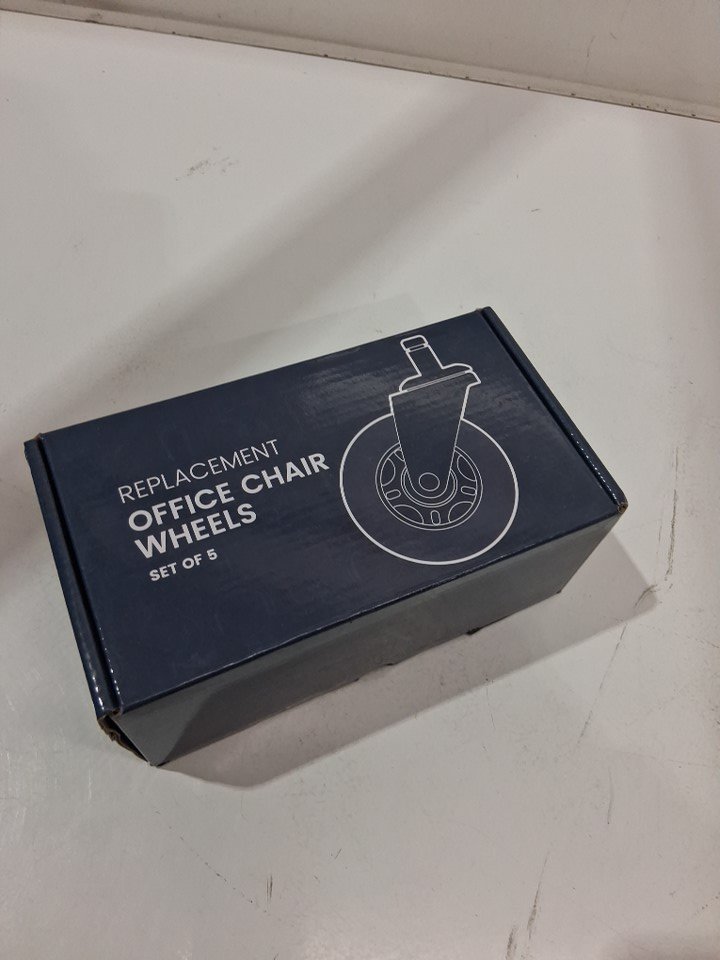 REPLACEMENT
OFFICE CHAIR
WHEELS
SET OF 5